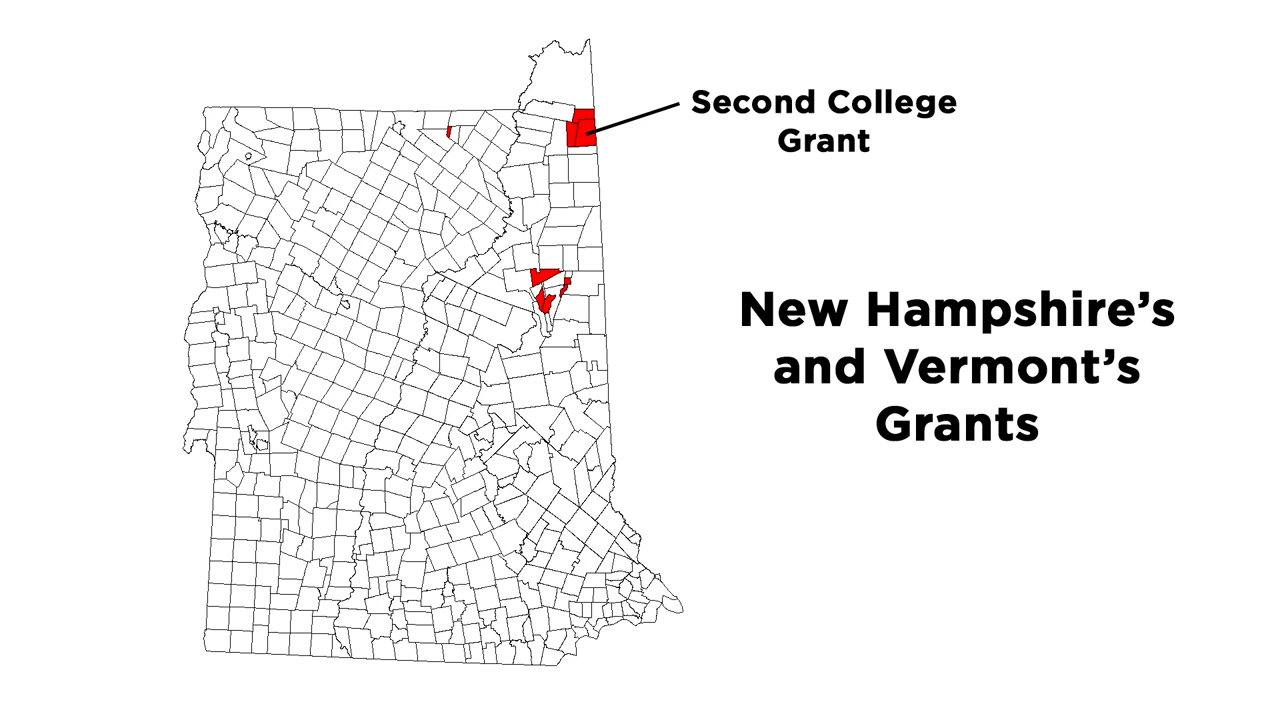 Second College
Grant
New Hampshire’s
and Vermont’s
Grants